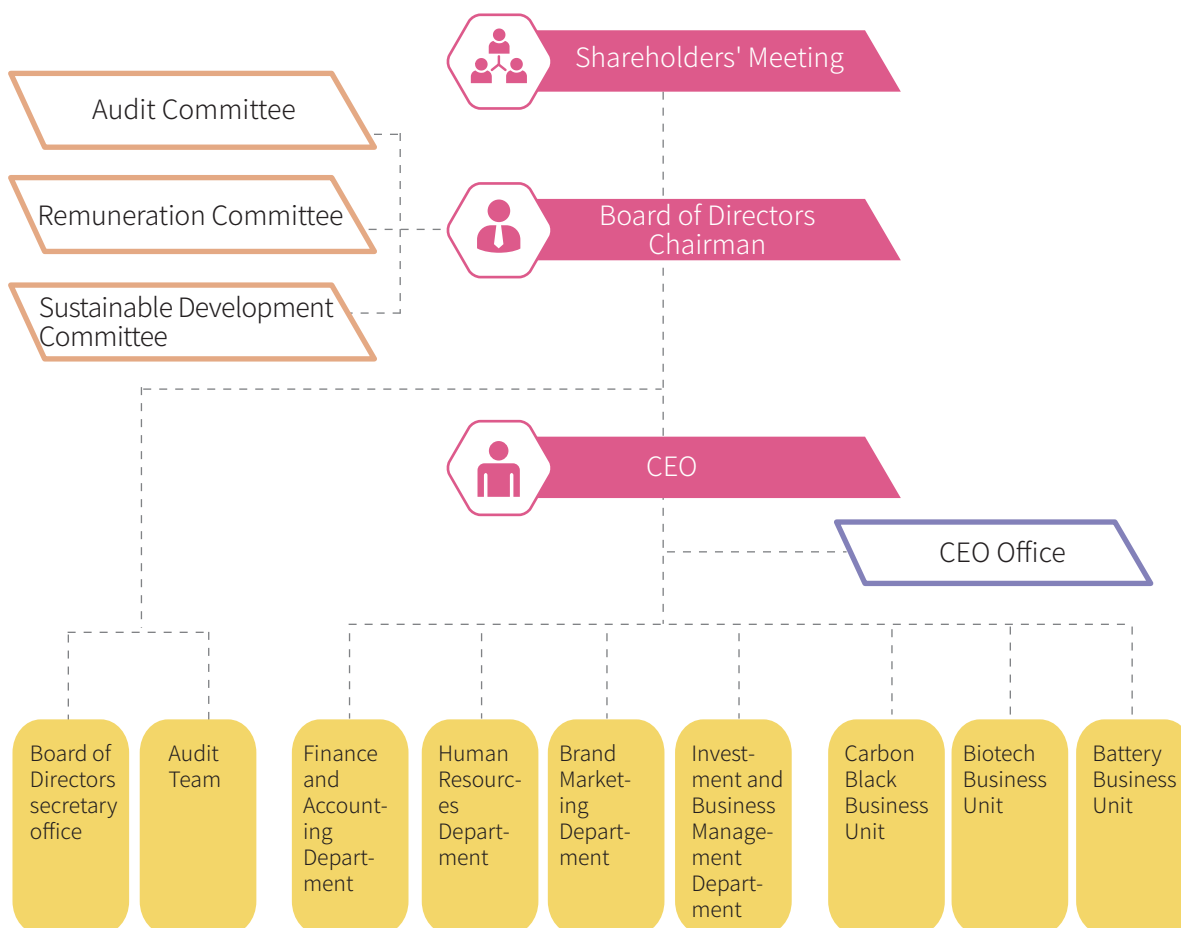 Shareholders' Meeting
Audit Committee
Remuneration Committee
Board of Directors
Chairman
Sustainable Development
Committee
CEO
CEO Office
Board of
Directors
secretary
office
Audit
Team
Finance
and
Account-
ing
Depart-
ment
Human
Resourc-
es
Depart-
ment
Brand
Market-
ing
Depart-
ment
Invest-
ment and
Business
Manage-
ment
Depart-
ment
Carbon
Black
Business
Unit
Biotech
Business
Unit
Battery
Business
Unit